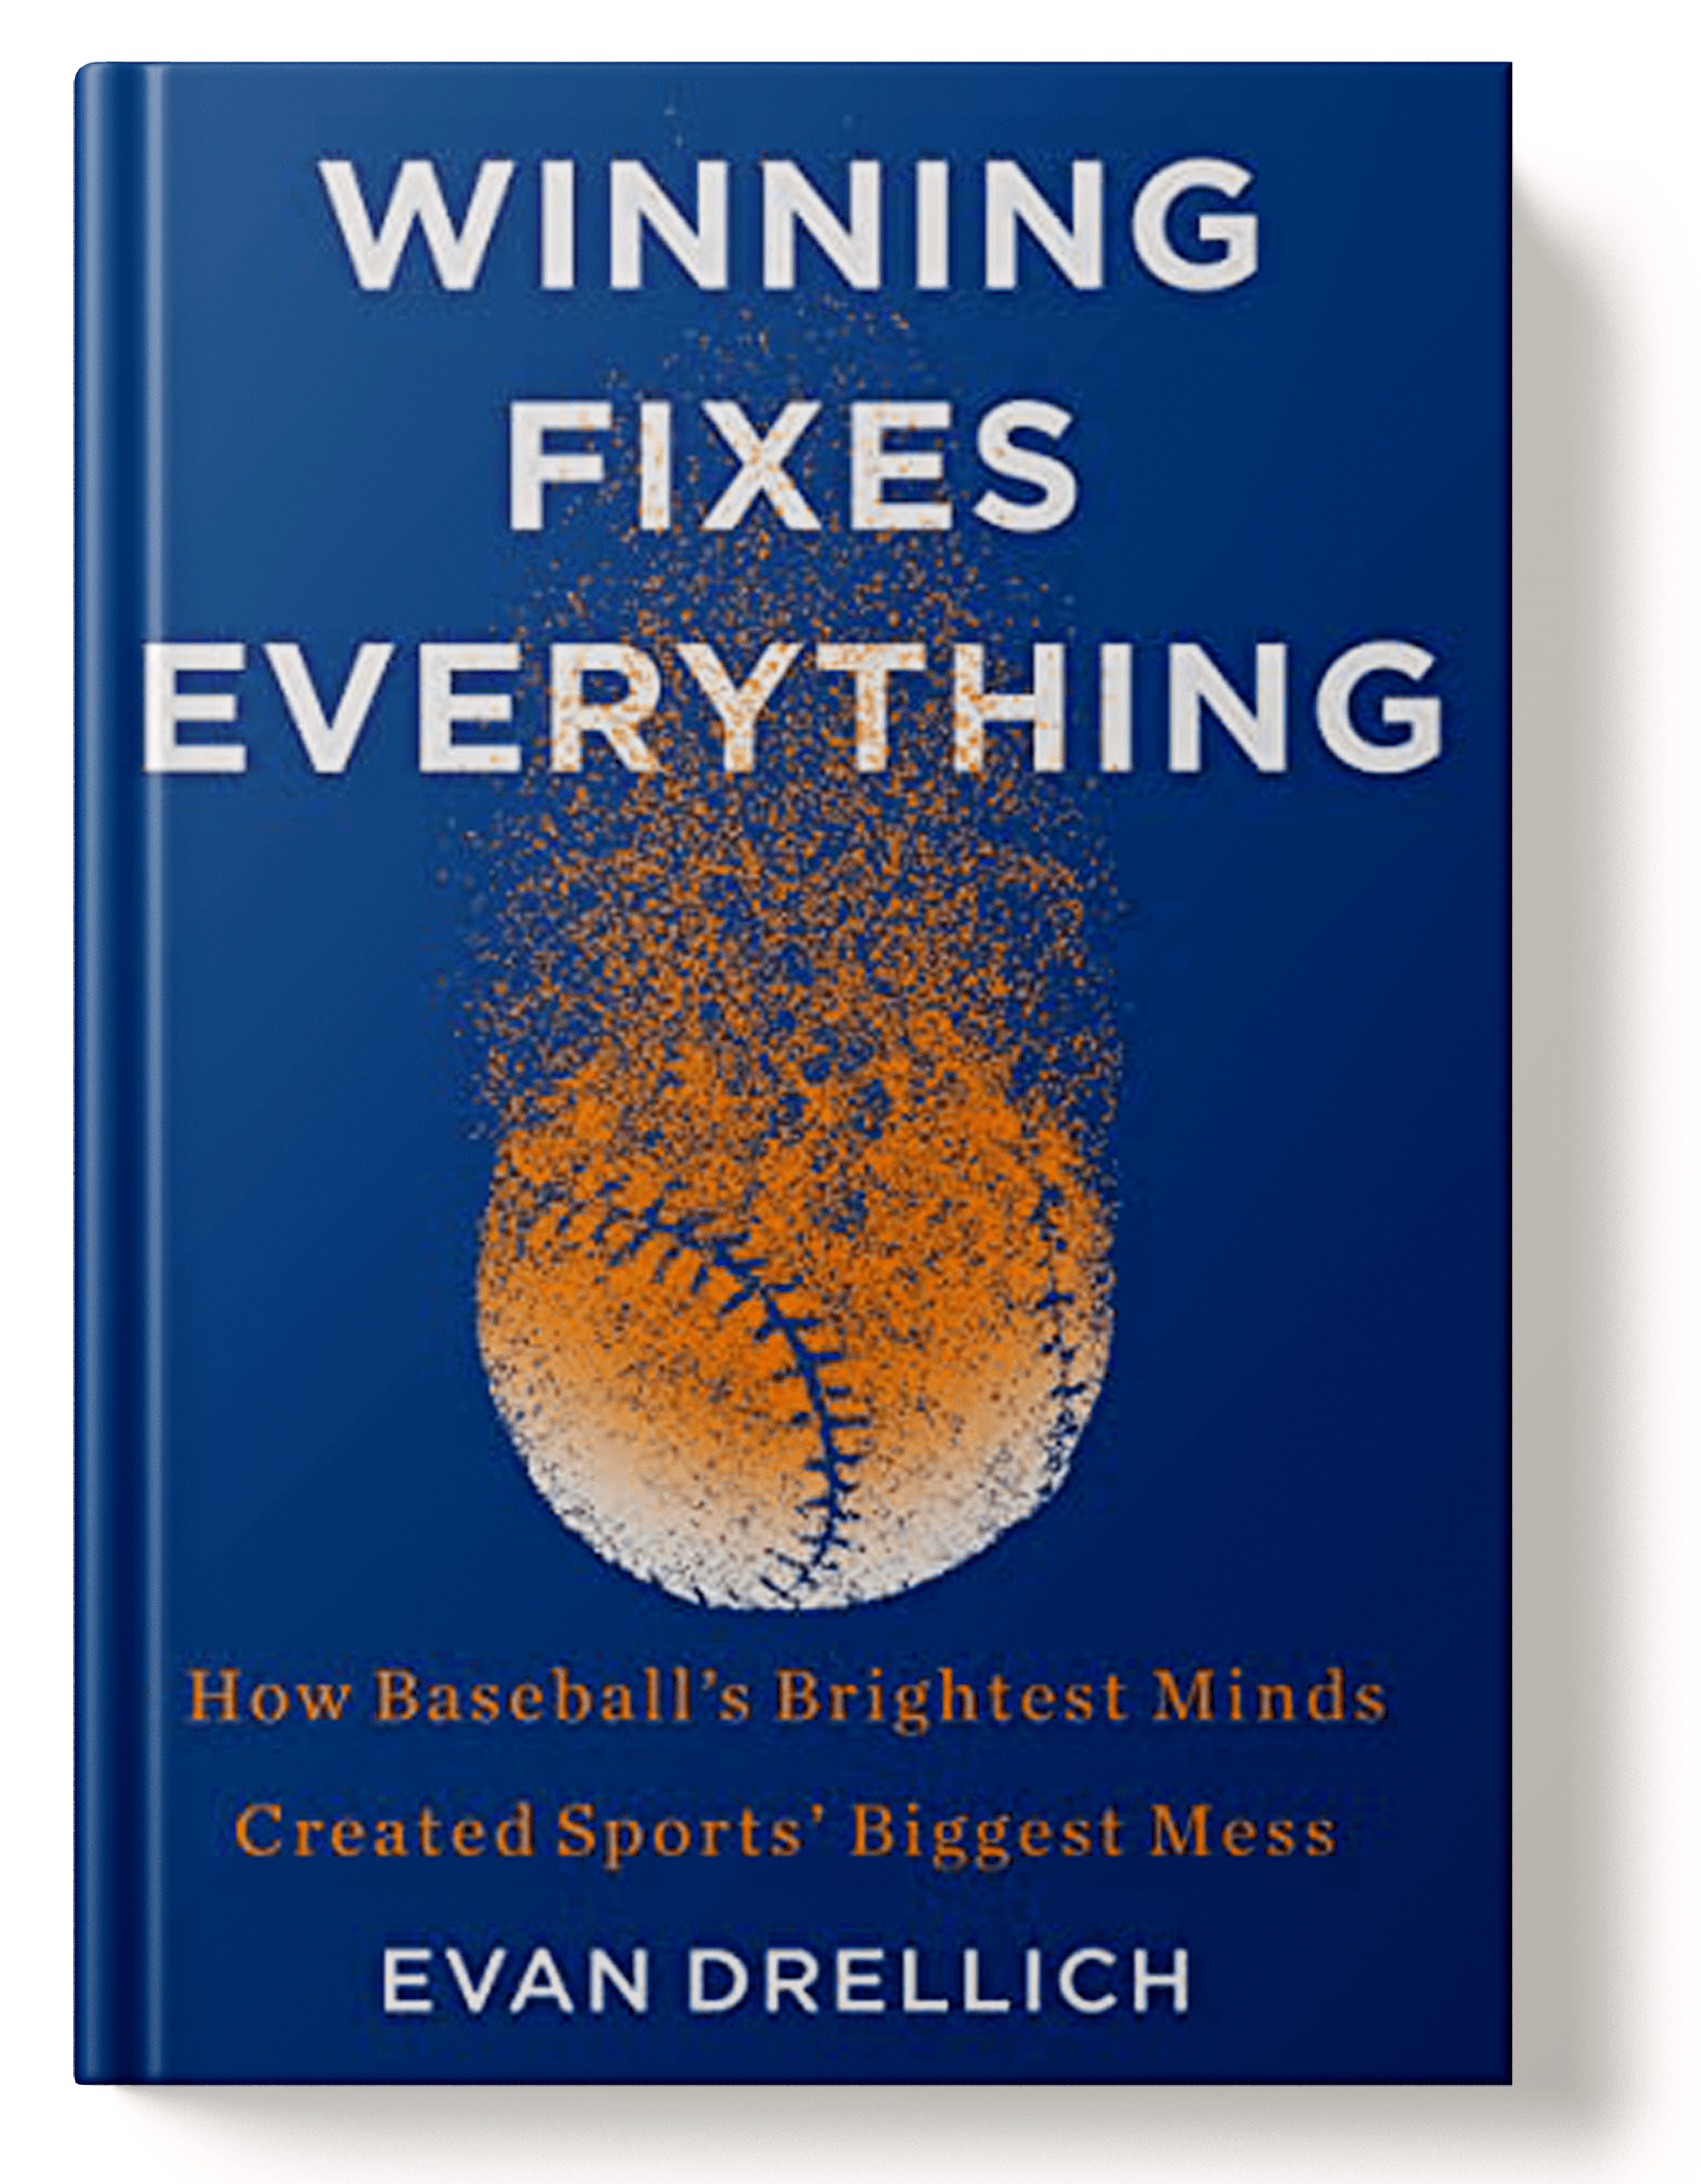 WINNING
FIXES
EVERYTHING
How Baseball’s Brightest Minds
Created Sports’ Biggest Mess
EVAN DRELLICH